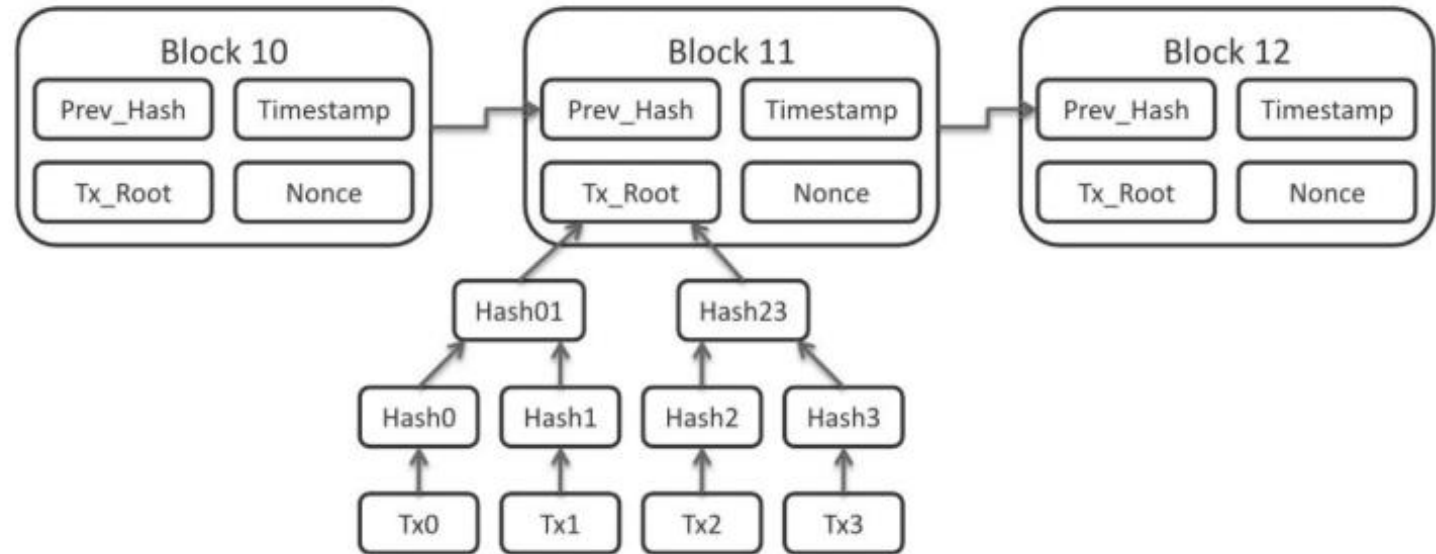 Block 10 Block 11 Block 12
Prev_Hash Timestamp Prev_Hash Timestamp Prev_Hash Timestamp
Tx_Root Nonce Tx_Root Nonce Tx_Root Nonce
Hash01 Hash23
Hash0 Hash1 Hash2 Hash3
Tx0 Tx1 Tx2 Tx3